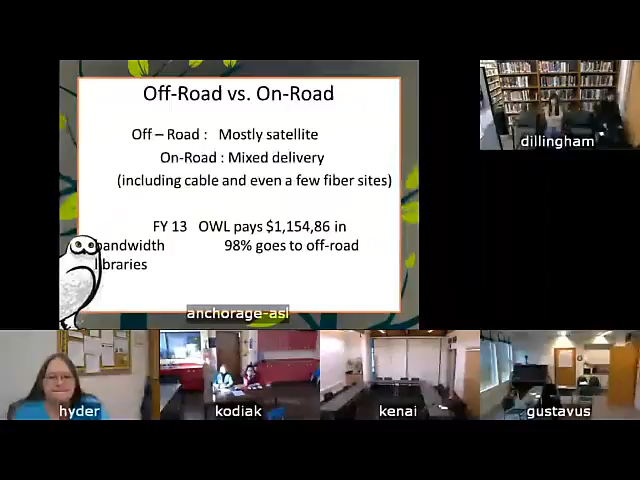 Off-Road vs. On-Road
Off – Road : Mostly satellite
On-Road : Mixed delivery
(including cable and even a few fiber sites)
FY 13 OWL pays $1,154,86 in
bandwidth 98% goes to off-road
libraries
anchorage-asl
dillingham
hyder
kodiak
kenai
gustavus